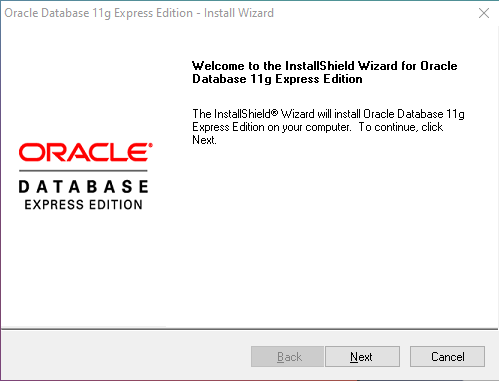 Oracle Database 11g Express Edition - Install Wizard
Welcome to the InstallShield Wizard for Oracle
Database 11g Express Edition
The InstallShield® Wizard will install Oracle Database 11g
Express Edition on your computer. To continue, click
Next.
ORACLE®
DATABASE
EXPRESS EDITION
Back Next Cancel